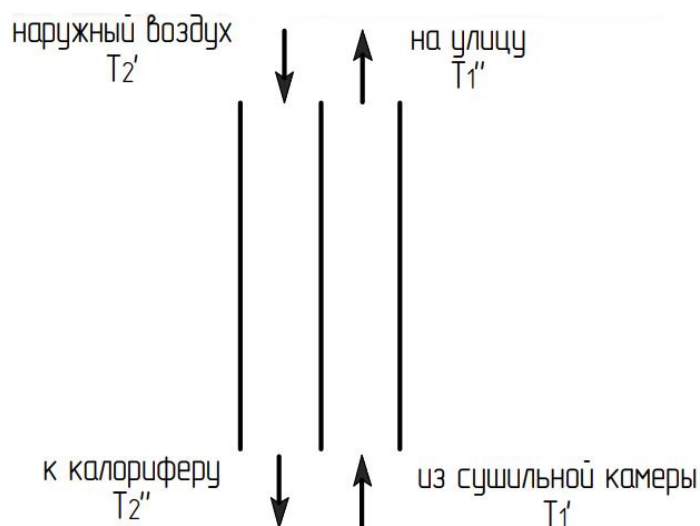 наружный воздух
T2'
на улицу
T1"
к калориферу
T2"
из сушильной камеры
T1'